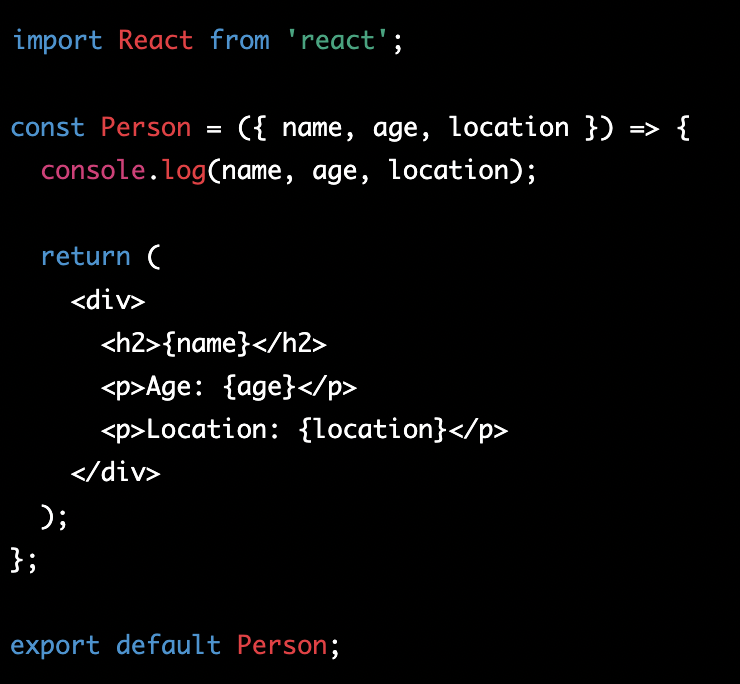 import React from 'react';
const Person = ({ name, age, location }) => {
  console.log(name, age, location);
  return (
    <div>
      <h2>{name}</h2>
      <p>Age: {age}</p>
      <p>Location: {location}</p>
    </div>
  );
};
export default Person;